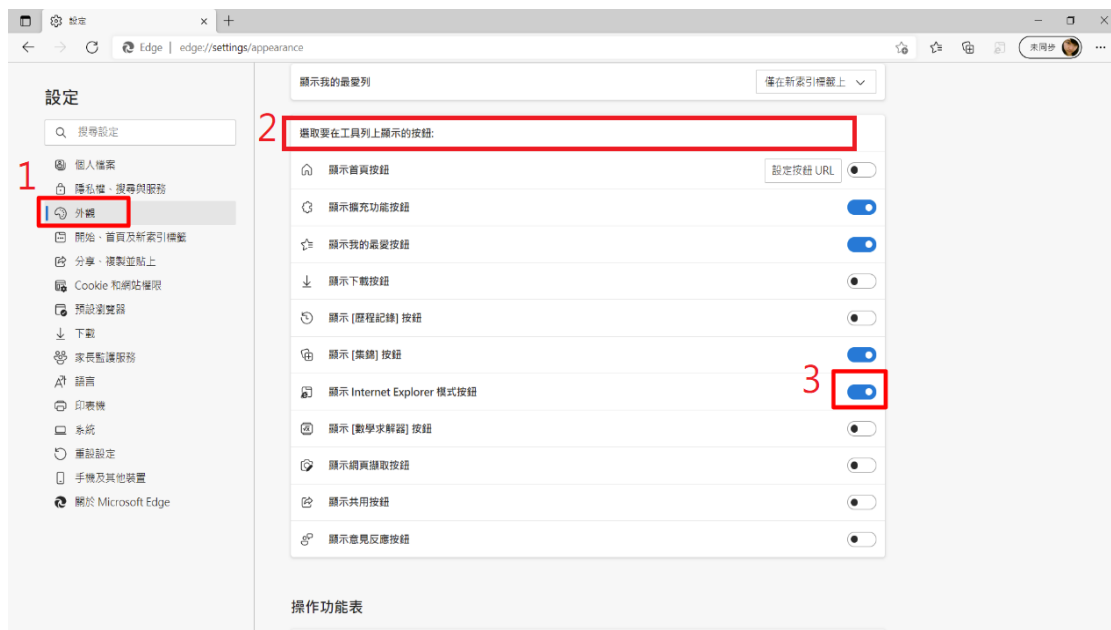 設定
Edge | edge://settings/appearance
未同步
設定
搜尋設定
1
個人檔案
隱私權、搜尋與服務
外觀
開始、首頁及新索引標籤
分享、複製並貼上
Cookie 和網站權限
預設瀏覽器
下載
家長監護服務
語言
印表機
系統
重設設定
手機及其他裝置
關於 Microsoft Edge
顯示我的最愛列
僅在新索引標籤上
2
選取要在工具列上顯示的按鈕:
顯示首頁按鈕
設定按鈕 URL
顯示擴充功能按鈕
顯示我的最愛按鈕
顯示下載按鈕
顯示 [歷程記錄] 按鈕
顯示 [集錦] 按鈕
顯示 Internet Explorer 模式按鈕
3
顯示 [數學求解器] 按鈕
顯示網頁擷取按鈕
顯示共用按鈕
顯示意見反應按鈕
操作功能表